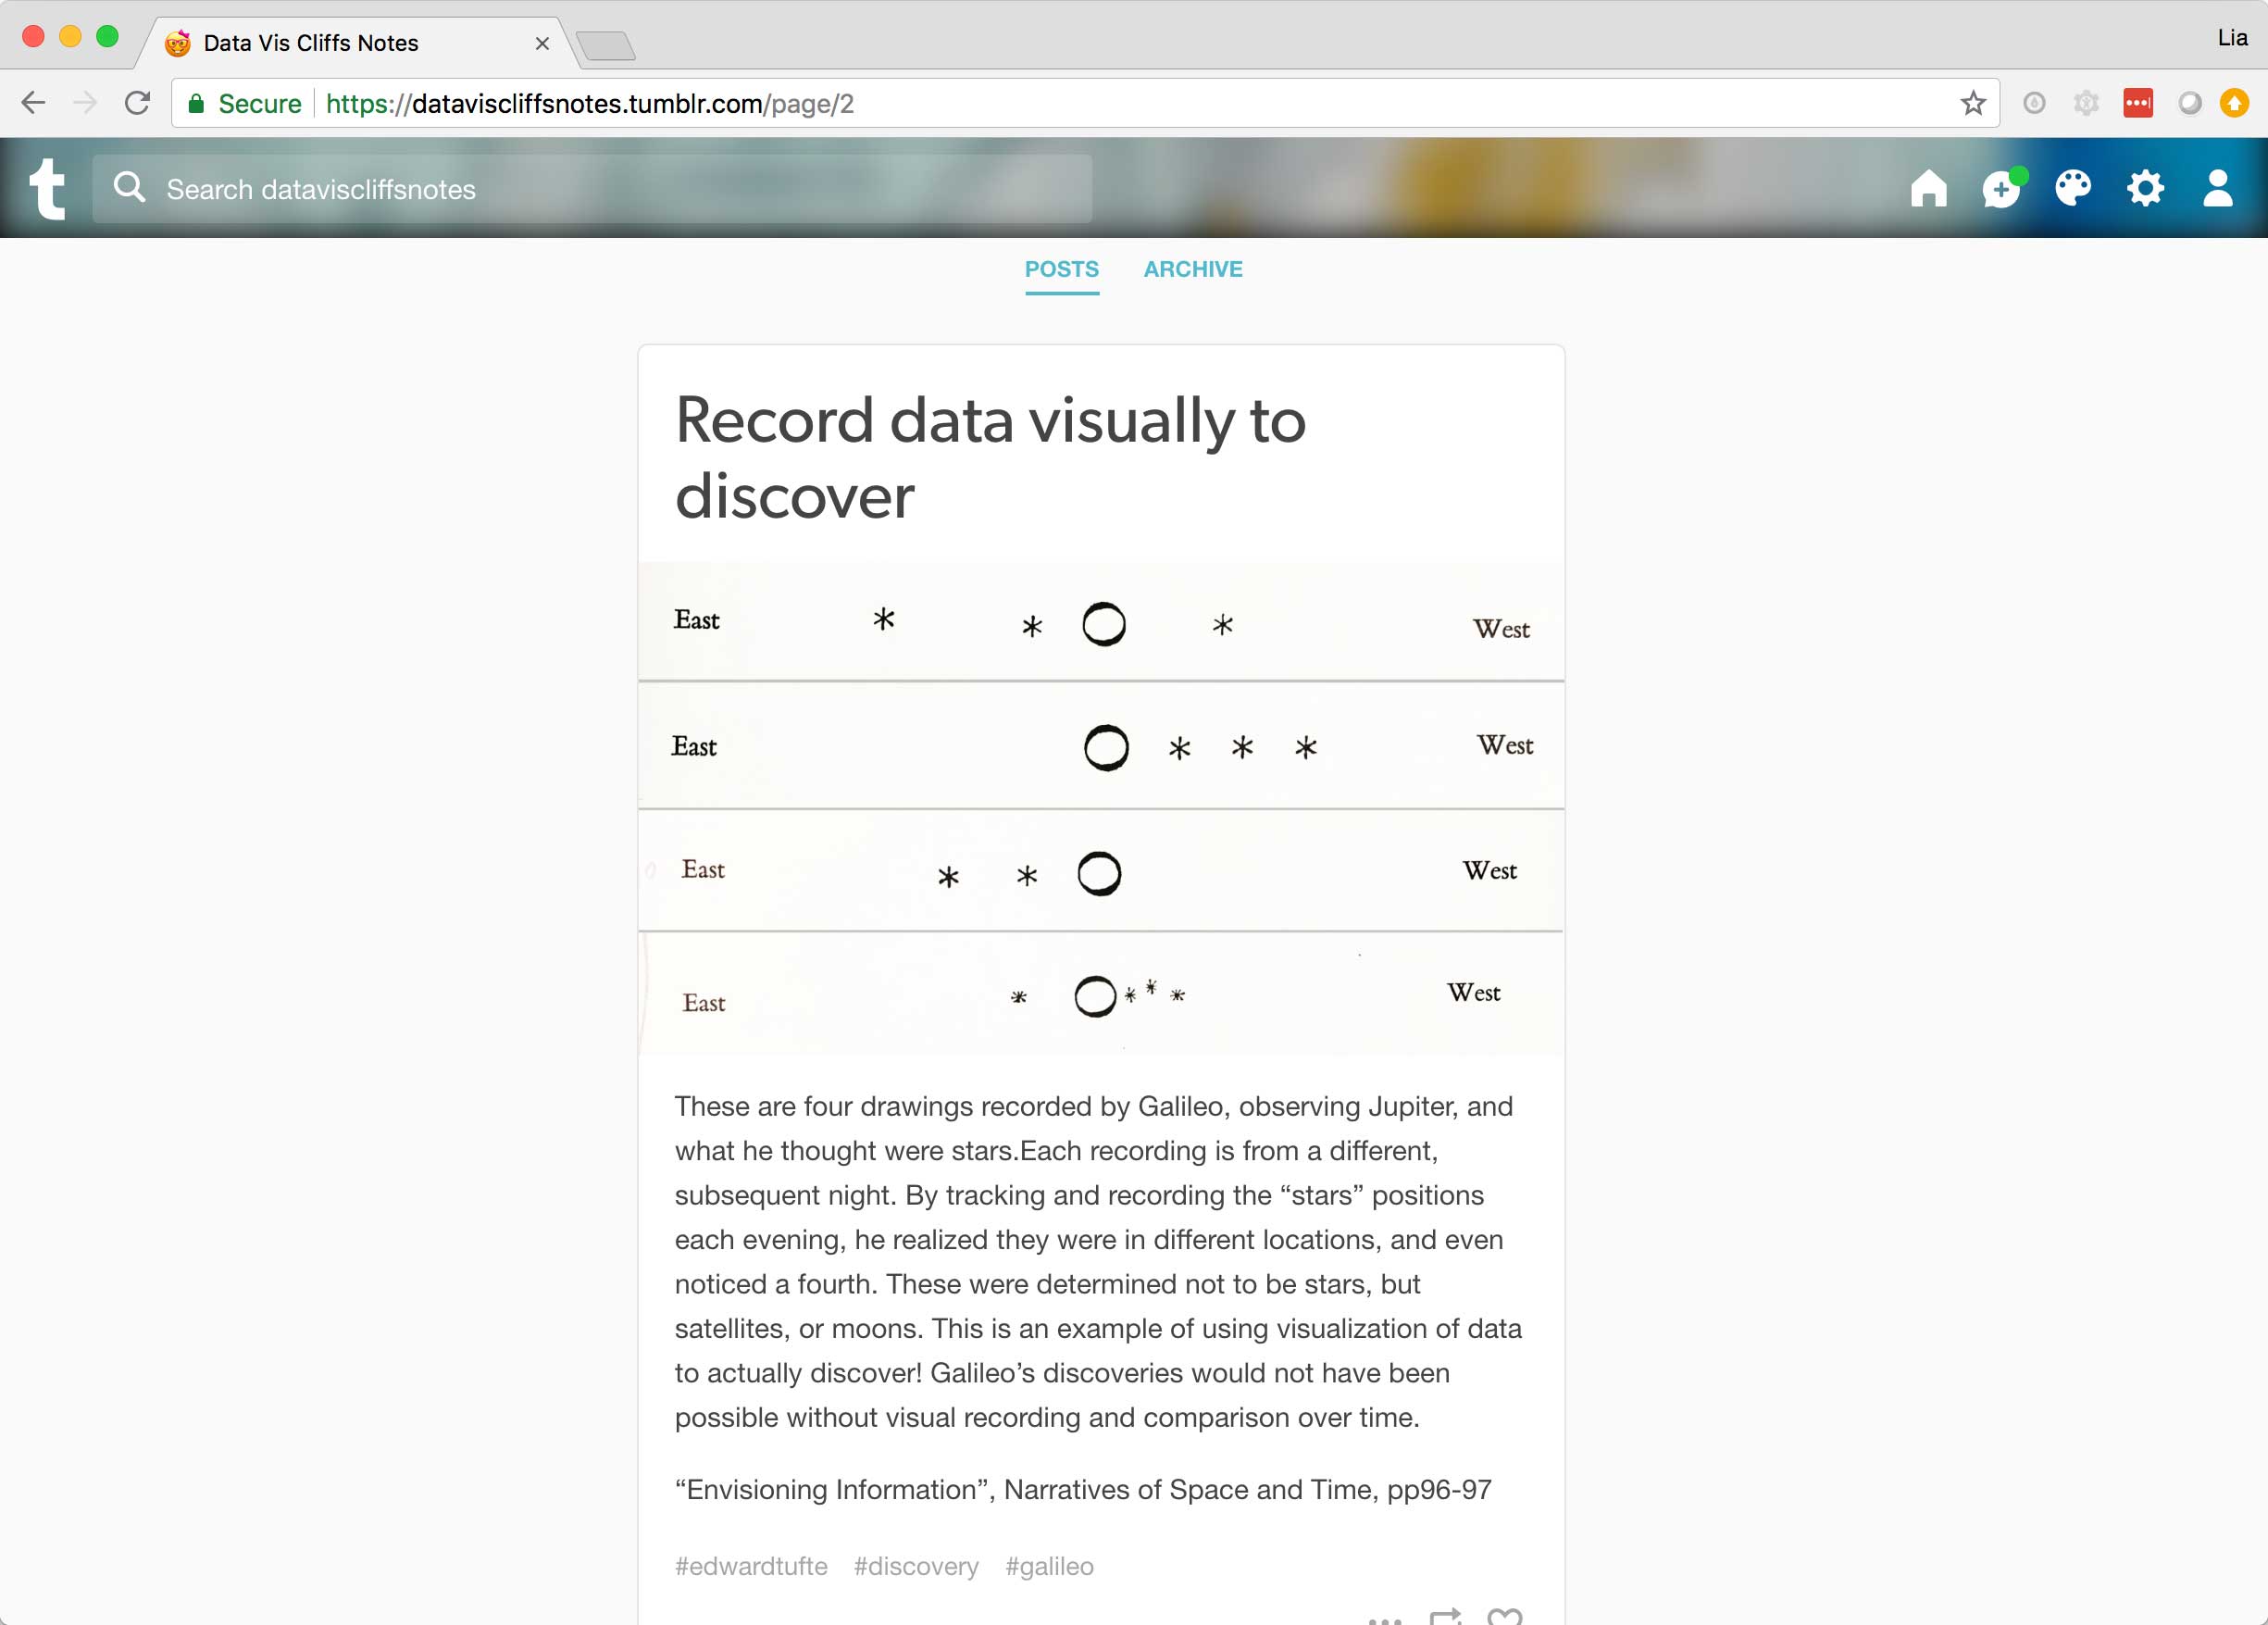 Data Vis Cliffs Notes
Lia
Secure
https://dataviscliffsnotes.tumblr.com/page/2
t
Search dataviscliffsnotes
POSTS ARCHIVE
Record data visually to
discover
East * * * West
East * * * West
East * * West
East * * * * West
These are four drawings recorded by Galileo, observing Jupiter, and
what he thought were stars.Each recording is from a different,
subsequent night. By tracking and recording the “stars” positions
each evening, he realized they were in different locations, and even
noticed a fourth. These were determined not to be stars, but
satellites, or moons. This is an example of using visualization of data
to actually discover! Galileo’s discoveries would not have been
possible without visual recording and comparison over time.
“Envisioning Information”, Narratives of Space and Time, pp96-97
#edwardtufte #discovery #galileo